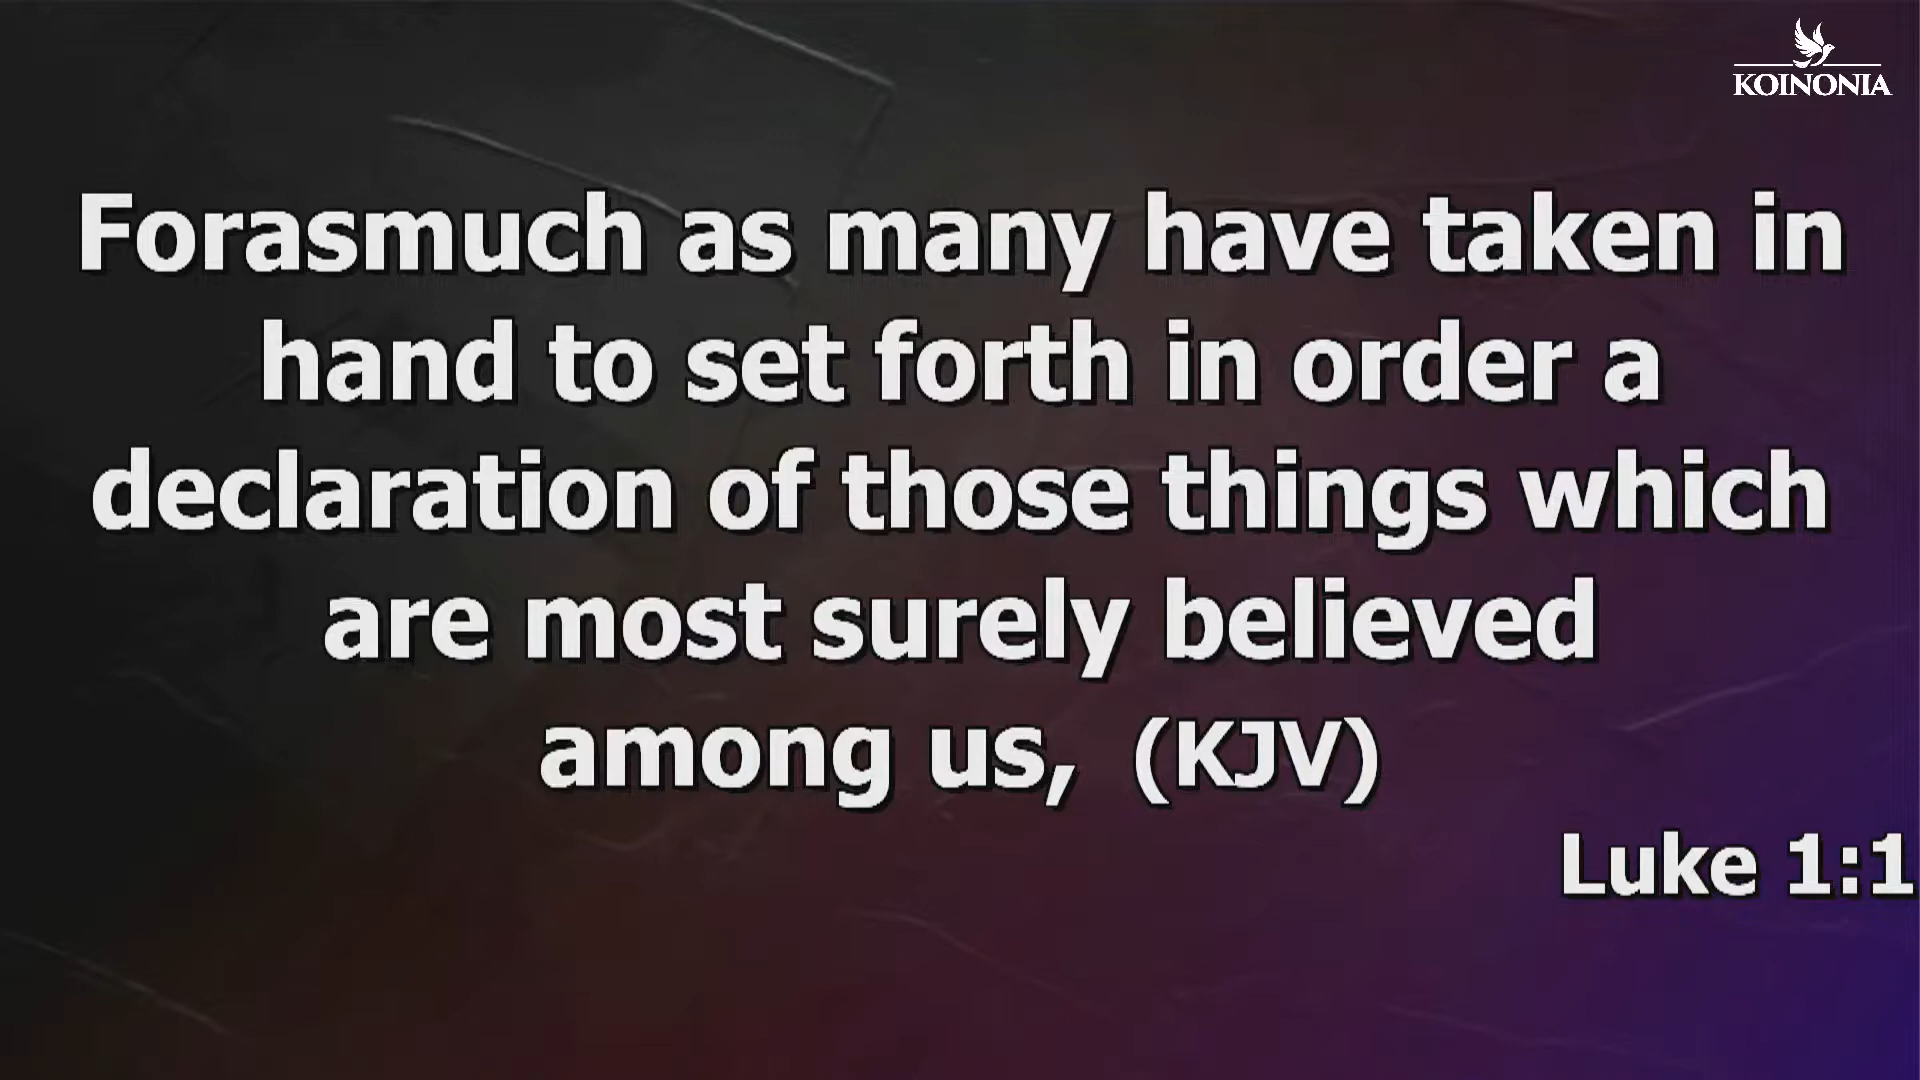 KOINONIA
Forasmuch as many have taken in
hand to set forth in order a
declaration of those things which
are most surely believed
among us, (KJV)
Luke 1:1